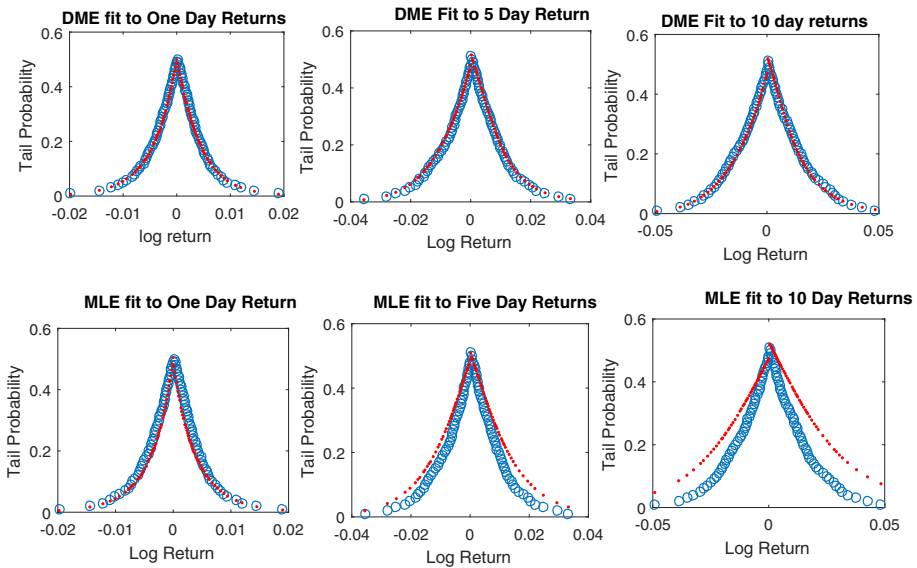 DME fit to One Day Returns
Tail Probability
0.6
0.4
0.2
0
-0.02
-0.01
0
0.01
0.02
log return
DME Fit to 5 Day Return
Tail Probability
0.6
0.4
0.2
0
-0.04
-0.02
0
0.02
0.04
Log Return
DME Fit to 10 day returns
Tail Probability
0.6
0.4
0.2
0
-0.05
0
0.05
Log Return
MLE fit to One Day Return
Tail Probability
0.6
0.4
0.2
0
-0.02
-0.01
0
0.01
0.02
Log Return
MLE fit to Five Day Returns
Tail Probability
0.6
0.4
0.2
0
-0.04
-0.02
0
0.02
0.04
Log Return
MLE fit to 10 Day Returns
Tail Probability
0.6
0.4
0.2
0
-0.05
0
0.05
Log Return